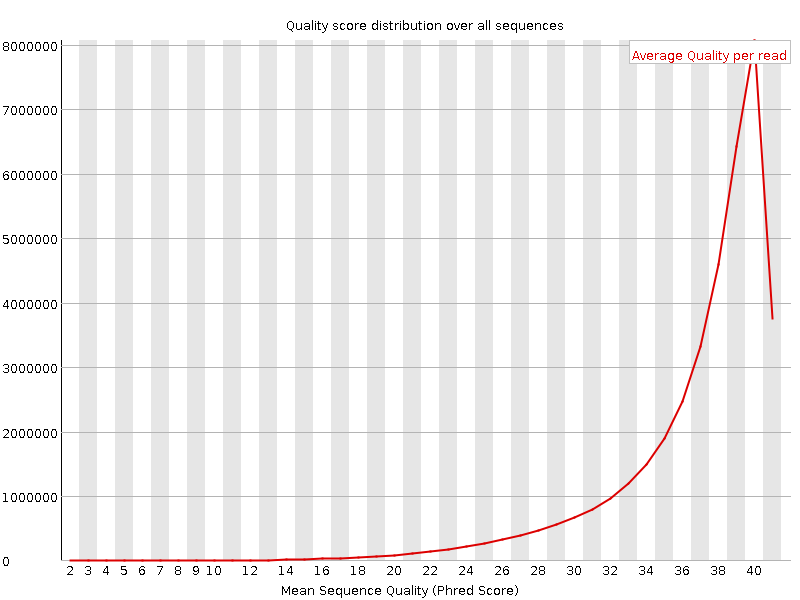 Quality score distribution over all sequences
Average Quality per read
8000000
7000000
6000000
5000000
4000000
3000000
2000000
1000000
0
2 3 4 5 6 7 8 9 10 12 14 16 18 20 22 24 26 28 30 32 34 36 38 40
Mean Sequence Quality (Phred Score)